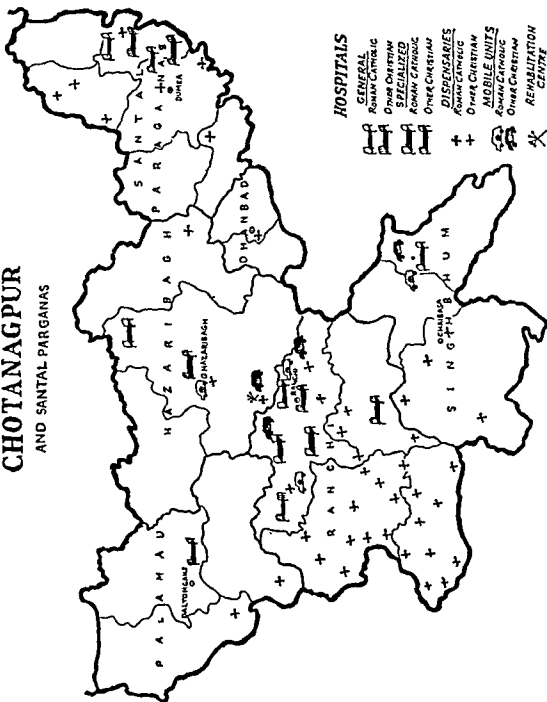 CHOTANAGPUR
AND SANTAL PARGANAS
PALAMAU
DALTONGANJ
HAZARIBAGH
HAZARIBAGH
RANCHI
DHANBAD
SANTAL
PARGANAS
DUMKA
SINGHBHUM
CHAIBASA
HOSPITALS
GENERAL
ROMAN CATHOLIC
OTHER CHRISTIAN
SPECIALIZED
ROMAN CATHOLIC
OTHER CHRISTIAN
DISPENSARIES
ROMAN CATHOLIC
OTHER CHRISTIAN
MOBILE UNITS
ROMAN CATHOLIC
OTHER CHRISTIAN
REHABILITATION
CENTRE